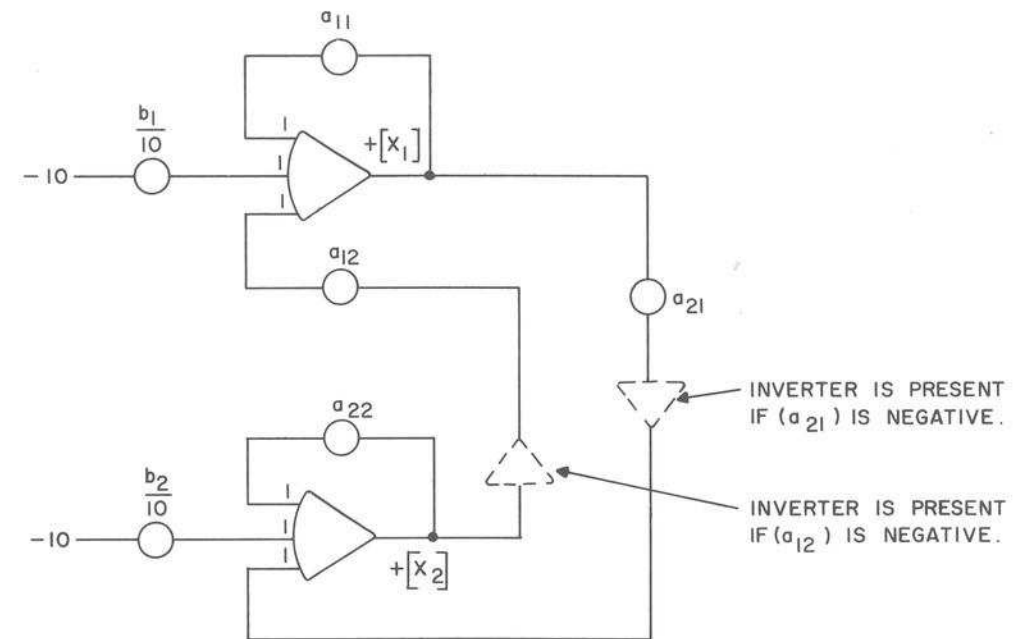 a11
b1
10
1
+[X1]
1
-10
1
a12
a21
INVERTER IS PRESENT
IF (a21) IS NEGATIVE.
a22
b2
10
1
INVERTER IS PRESENT
IF (a12) IS NEGATIVE.
-10
1
1
+[X2]